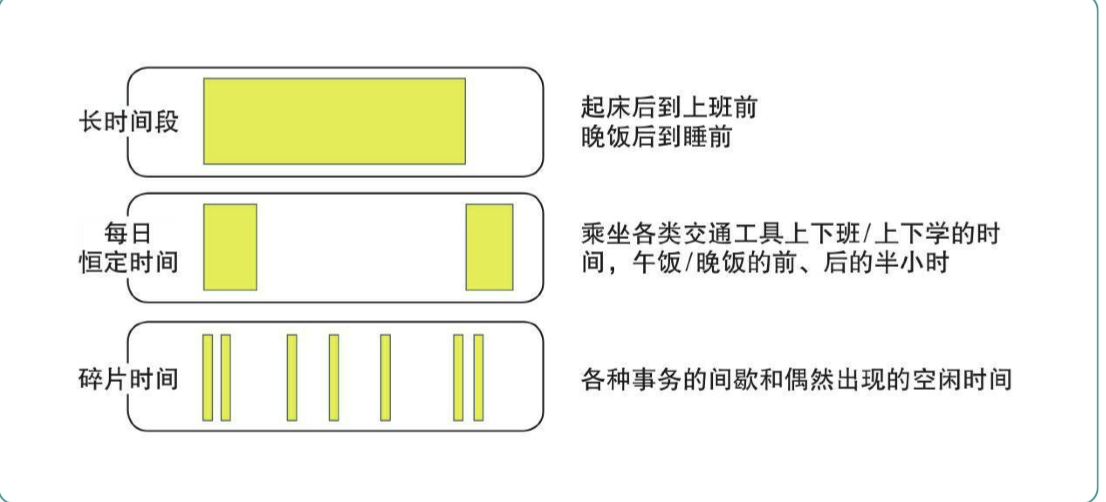 长时间段
起床后到上班前
晚饭后到睡前
每日
恒定时间
乘坐各类交通工具上下班/上下学的时
间，午饭/晚饭的前、后的半小时
碎片时间
各种事务的间歇和偶然出现的空闲时间